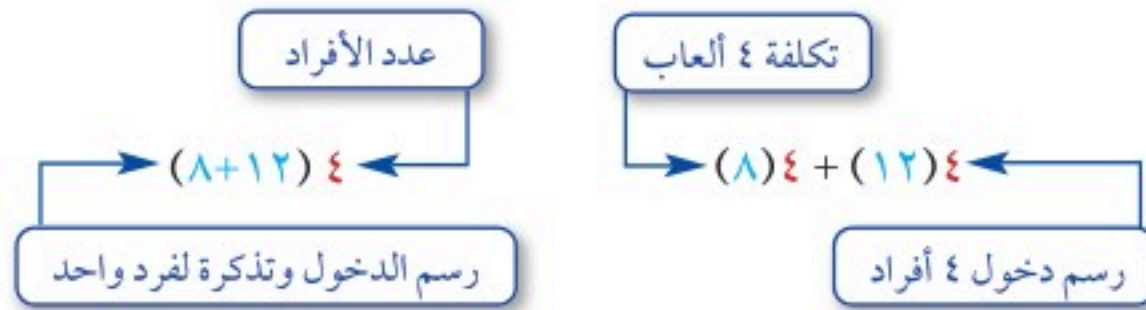 تكلفة ٤ ألعاب
٤(١٢) + ٤(٨)
رسم دخول ٤ أفراد
عدد الأفراد
٤ (١٢+٨)
رسم الدخول وتذكرة لفرد واحد